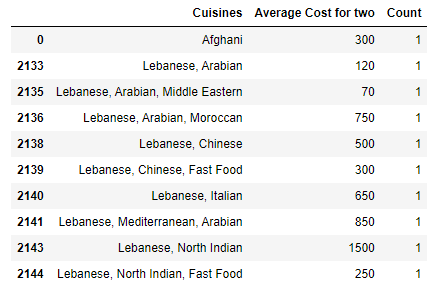 Cuisines Average Cost for two Count
0 Afghani 300 1
2133 Lebanese, Arabian 120 1
2135 Lebanese, Arabian, Middle Eastern 70 1
2136 Lebanese, Arabian, Moroccan 750 1
2138 Lebanese, Chinese 500 1
2139 Lebanese, Chinese, Fast Food 300 1
2140 Lebanese, Italian 650 1
2141 Lebanese, Mediterranean, Arabian 850 1
2143 Lebanese, North Indian 1500 1
2144 Lebanese, North Indian, Fast Food 250 1